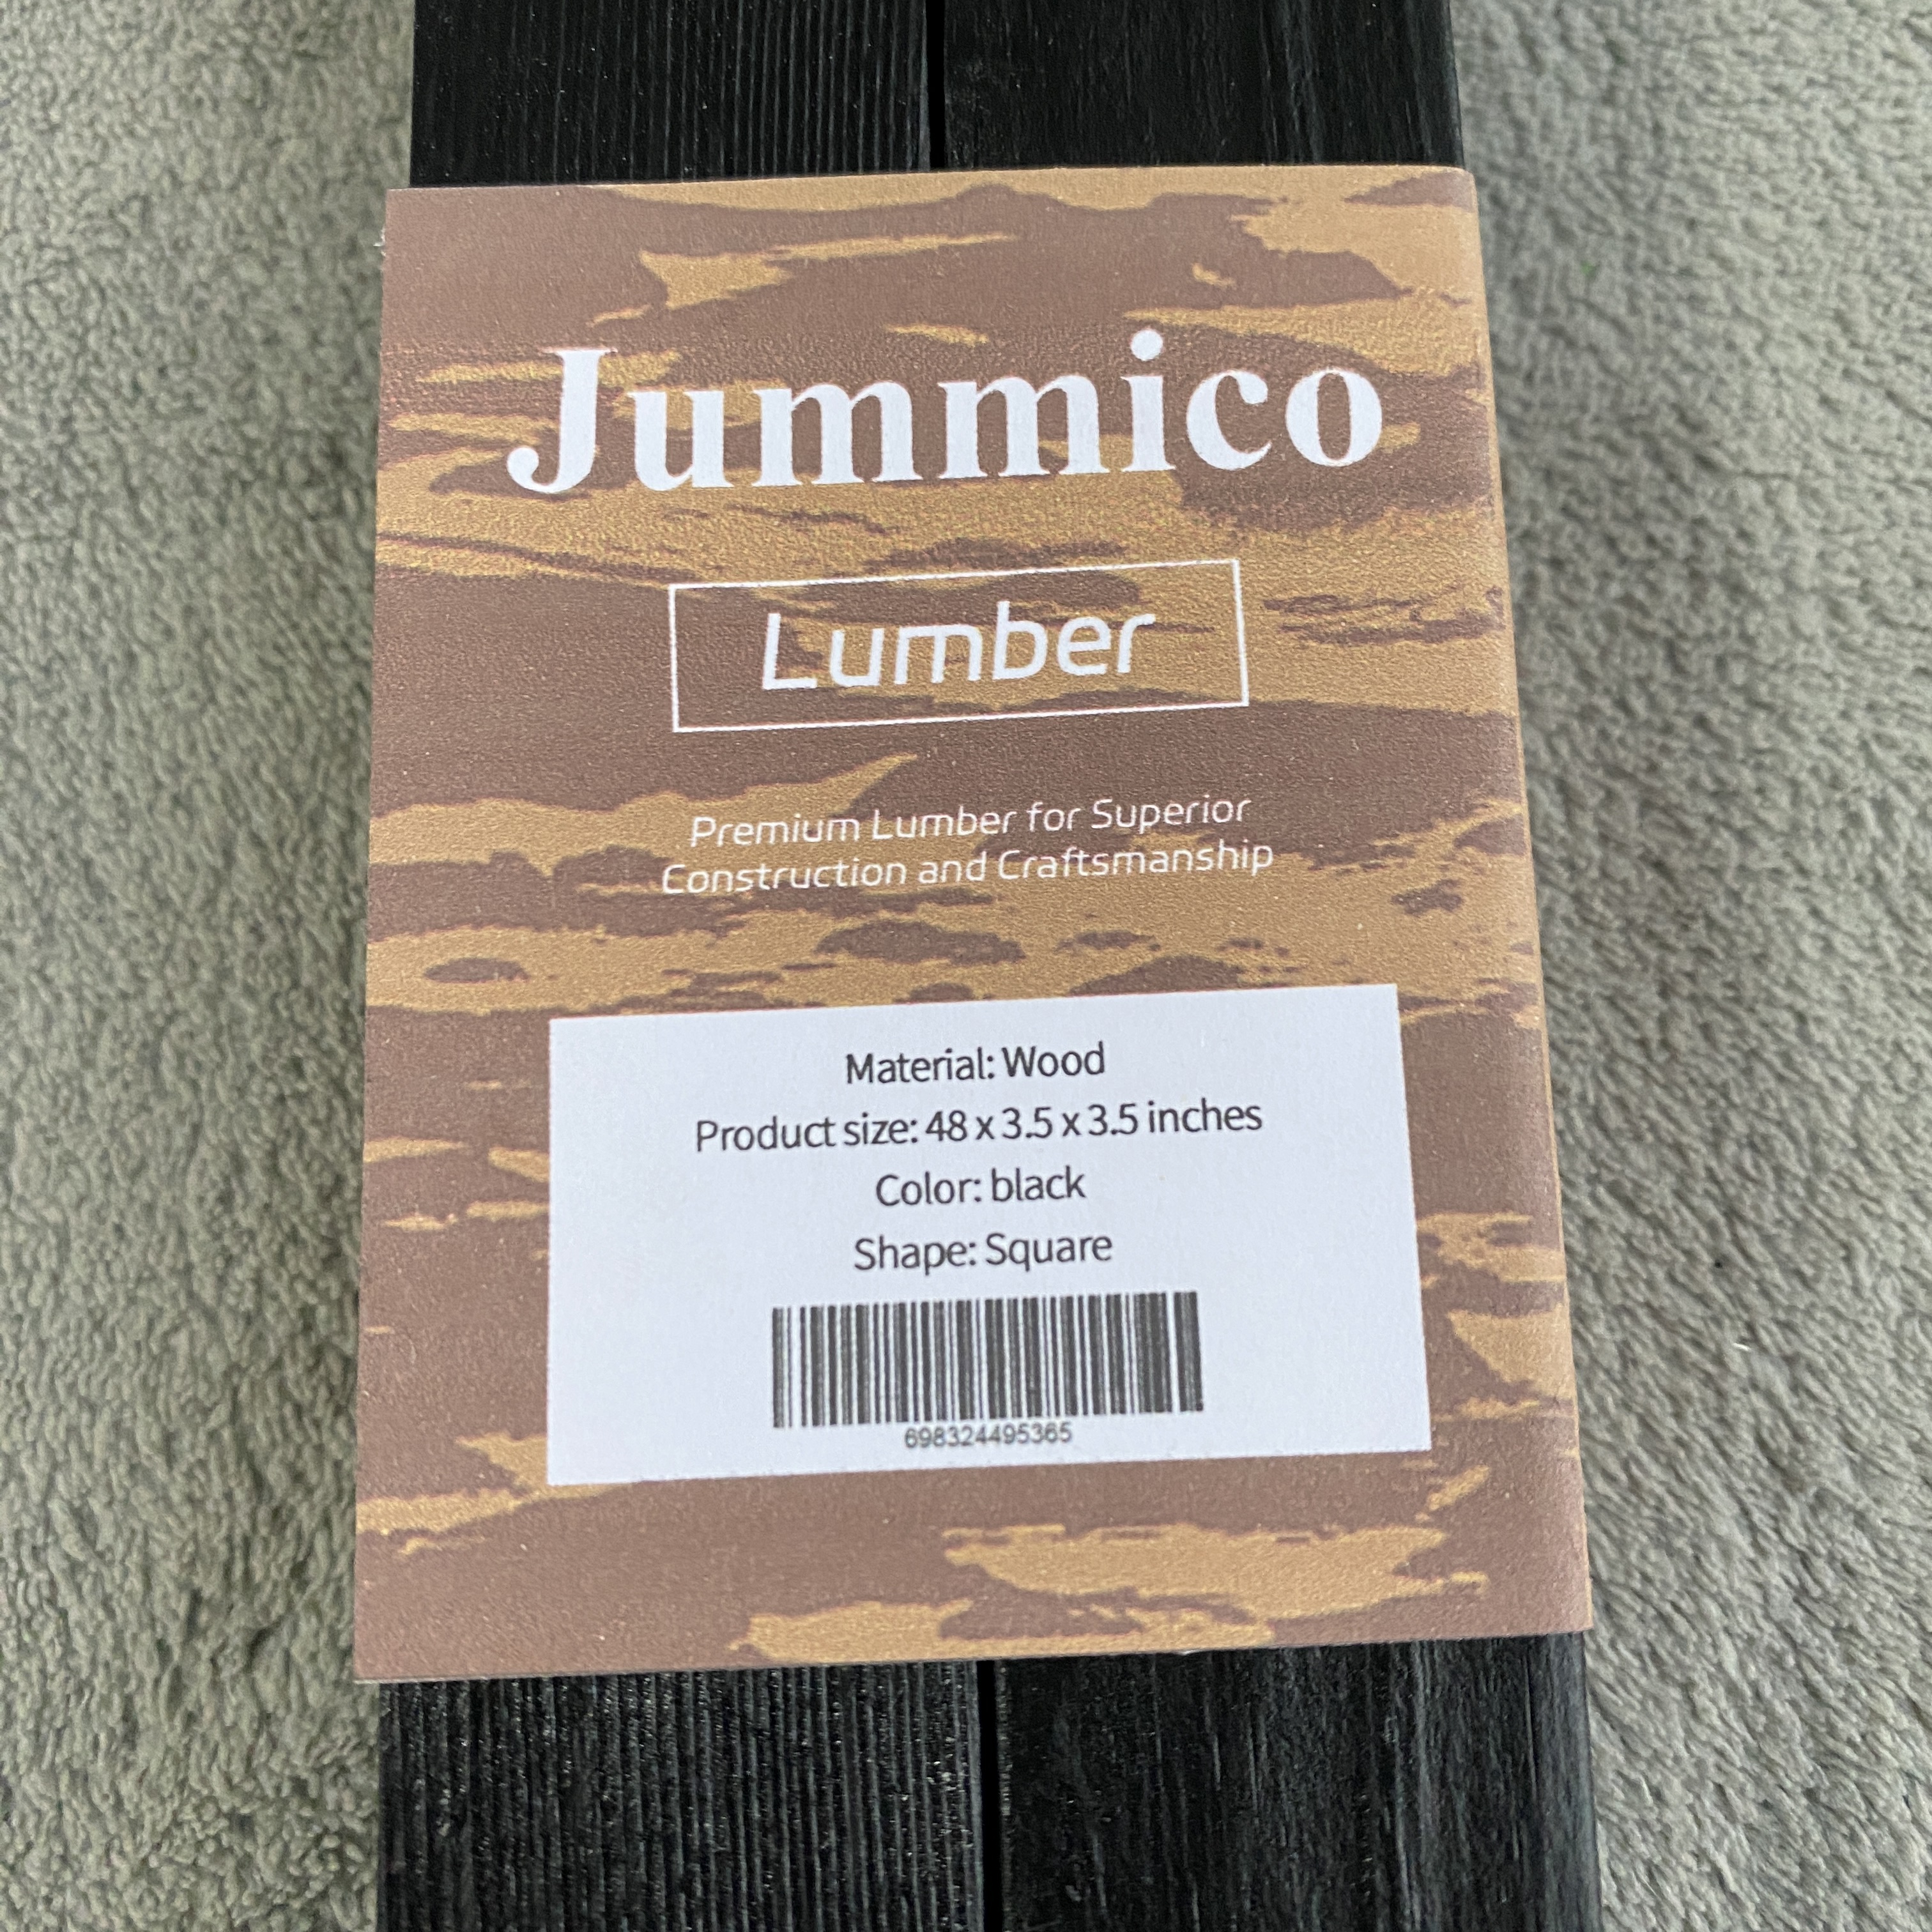 Jummico
Lumber
Premium Lumber for Superior
Construction and Craftsmanship
Material: Wood
Product size: 48 x 3.5 x 3.5 inches
Color: black
Shape: Square
698324495365